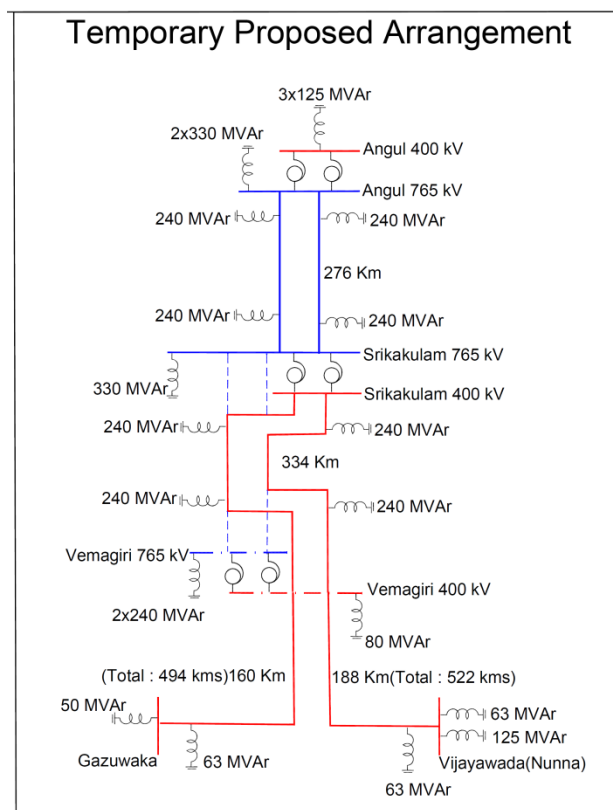 Temporary Proposed Arrangement
3x125 MVAr
2x330 MVAr
Angul 400 kV
Angul 765 kV
240 MVAr
240 MVAr
276 Km
240 MVAr
240 MVAr
Srikakulam 765 kV
330 MVAr
Srikakulam 400 kV
240 MVAr
240 MVAr
334 Km
240 MVAr
240 MVAr
Vemagiri 765 kV
Vemagiri 400 kV
2x240 MVAr
80 MVAr
(Total : 494 kms)160 Km
188 Km(Total : 522 kms)
50 MVAr
63 MVAr
125 MVAr
Gazuwaka
63 MVAr
Vijayawada(Nunna)
63 MVAr